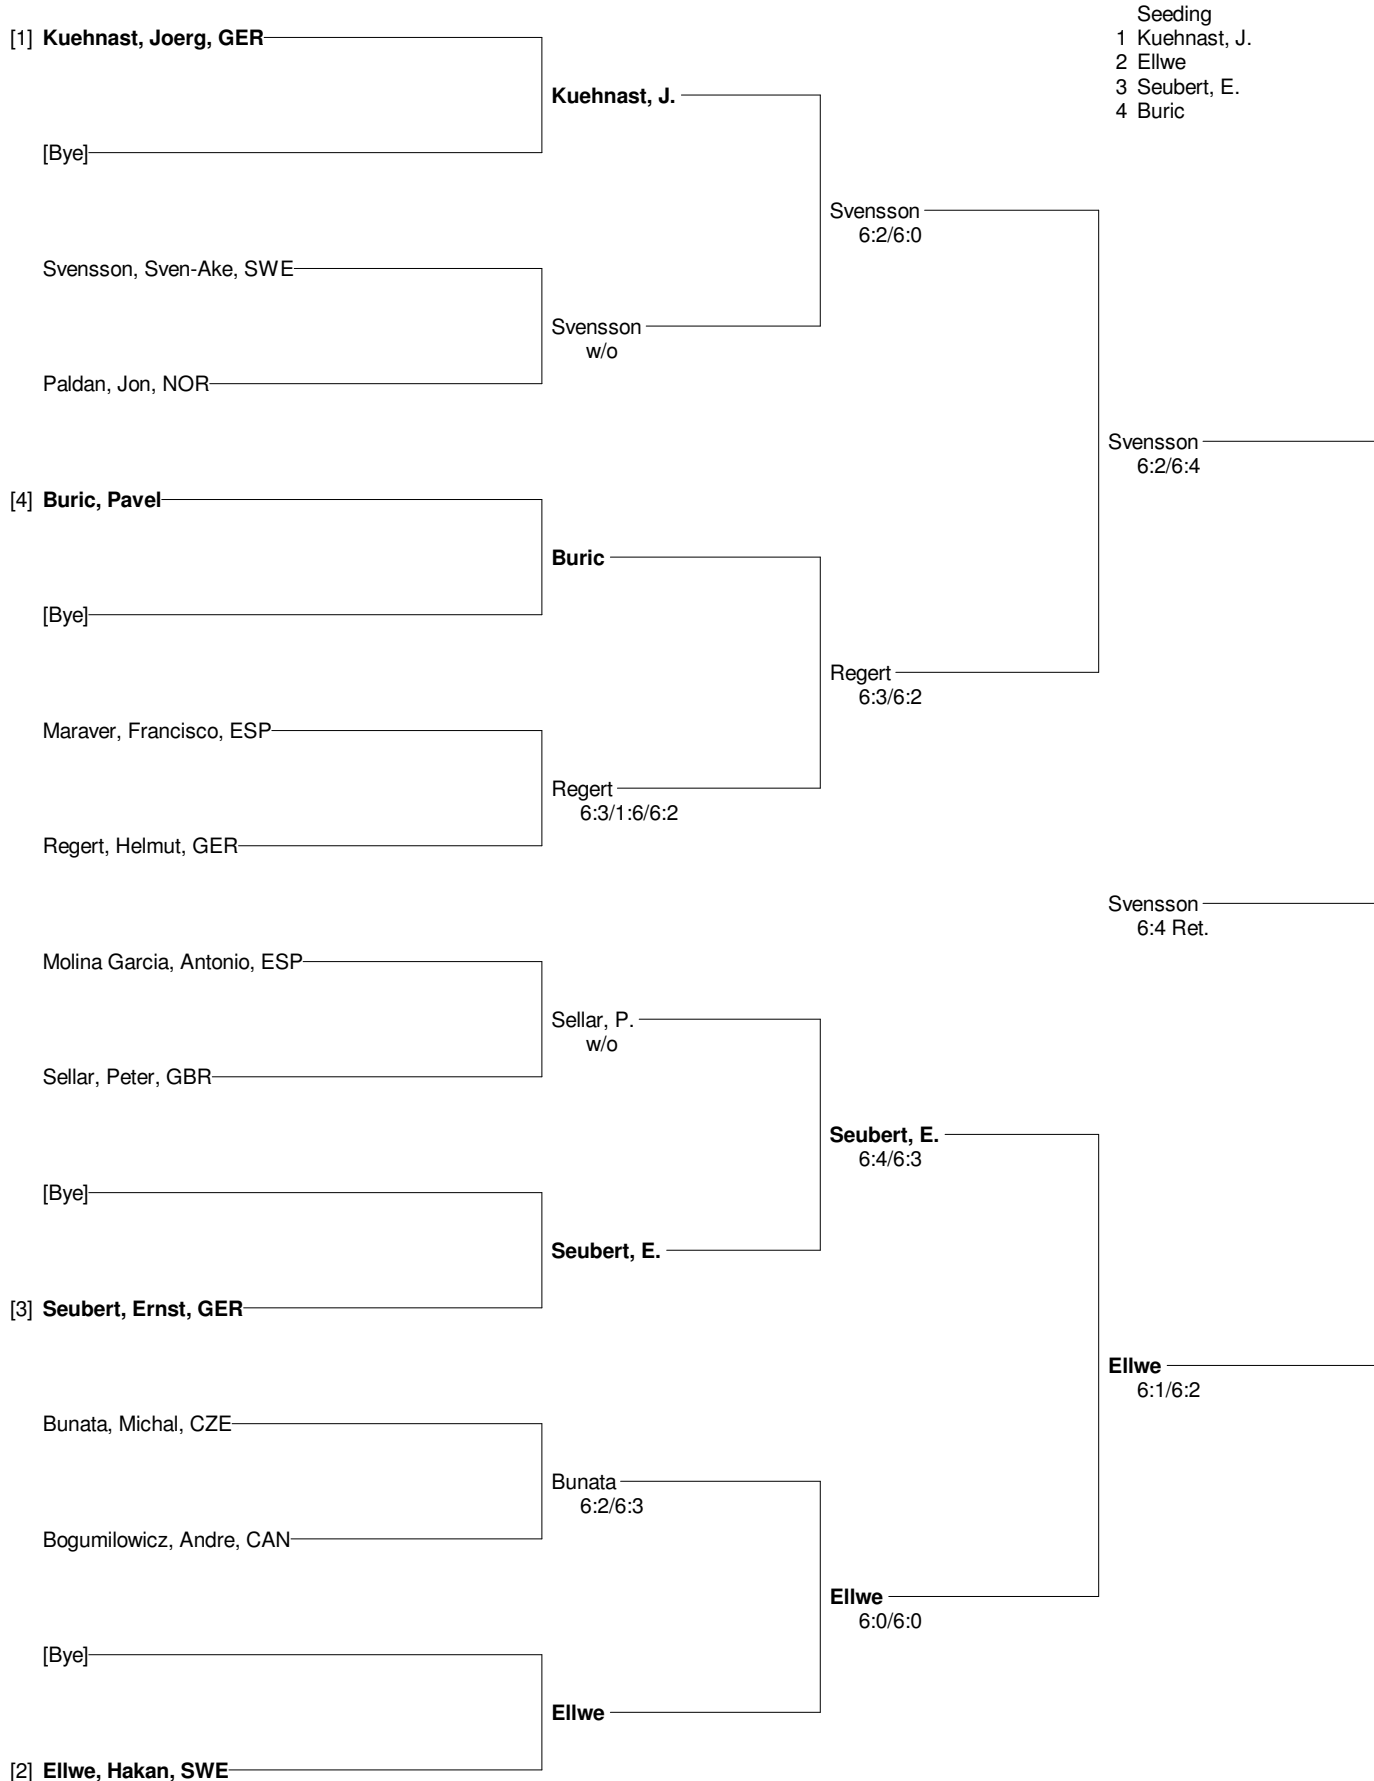 Seeding
1 Kuehnast, J.
2 Ellwe
3 Seubert, E.
4 Buric
[1] Kuehnast, Joerg, GER
Kuehnast, J.
[Bye]
Svensson
6:2/6:0
Svensson, Sven-Ake, SWE
Svensson
w/o
Paldan, Jon, NOR
Svensson
6:2/6:4
[4] Buric, Pavel
Buric
[Bye]
Regert
6:3/6:2
Maraver, Francisco, ESP
Regert
6:3/1:6/6:2
Regert, Helmut, GER
Svensson
6:4 Ret.
Molina Garcia, Antonio, ESP
Sellar, P.
w/o
Sellar, Peter, GBR
Seubert, E.
6:4/6:3
[Bye]
Seubert, E.
[3] Seubert, Ernst, GER
Ellwe
6:1/6:2
Bunata, Michal, CZE
Bunata
6:2/6:3
Bogumilowicz, Andre, CAN
Ellwe
6:0/6:0
[Bye]
Ellwe
[2] Ellwe, Hakan, SWE